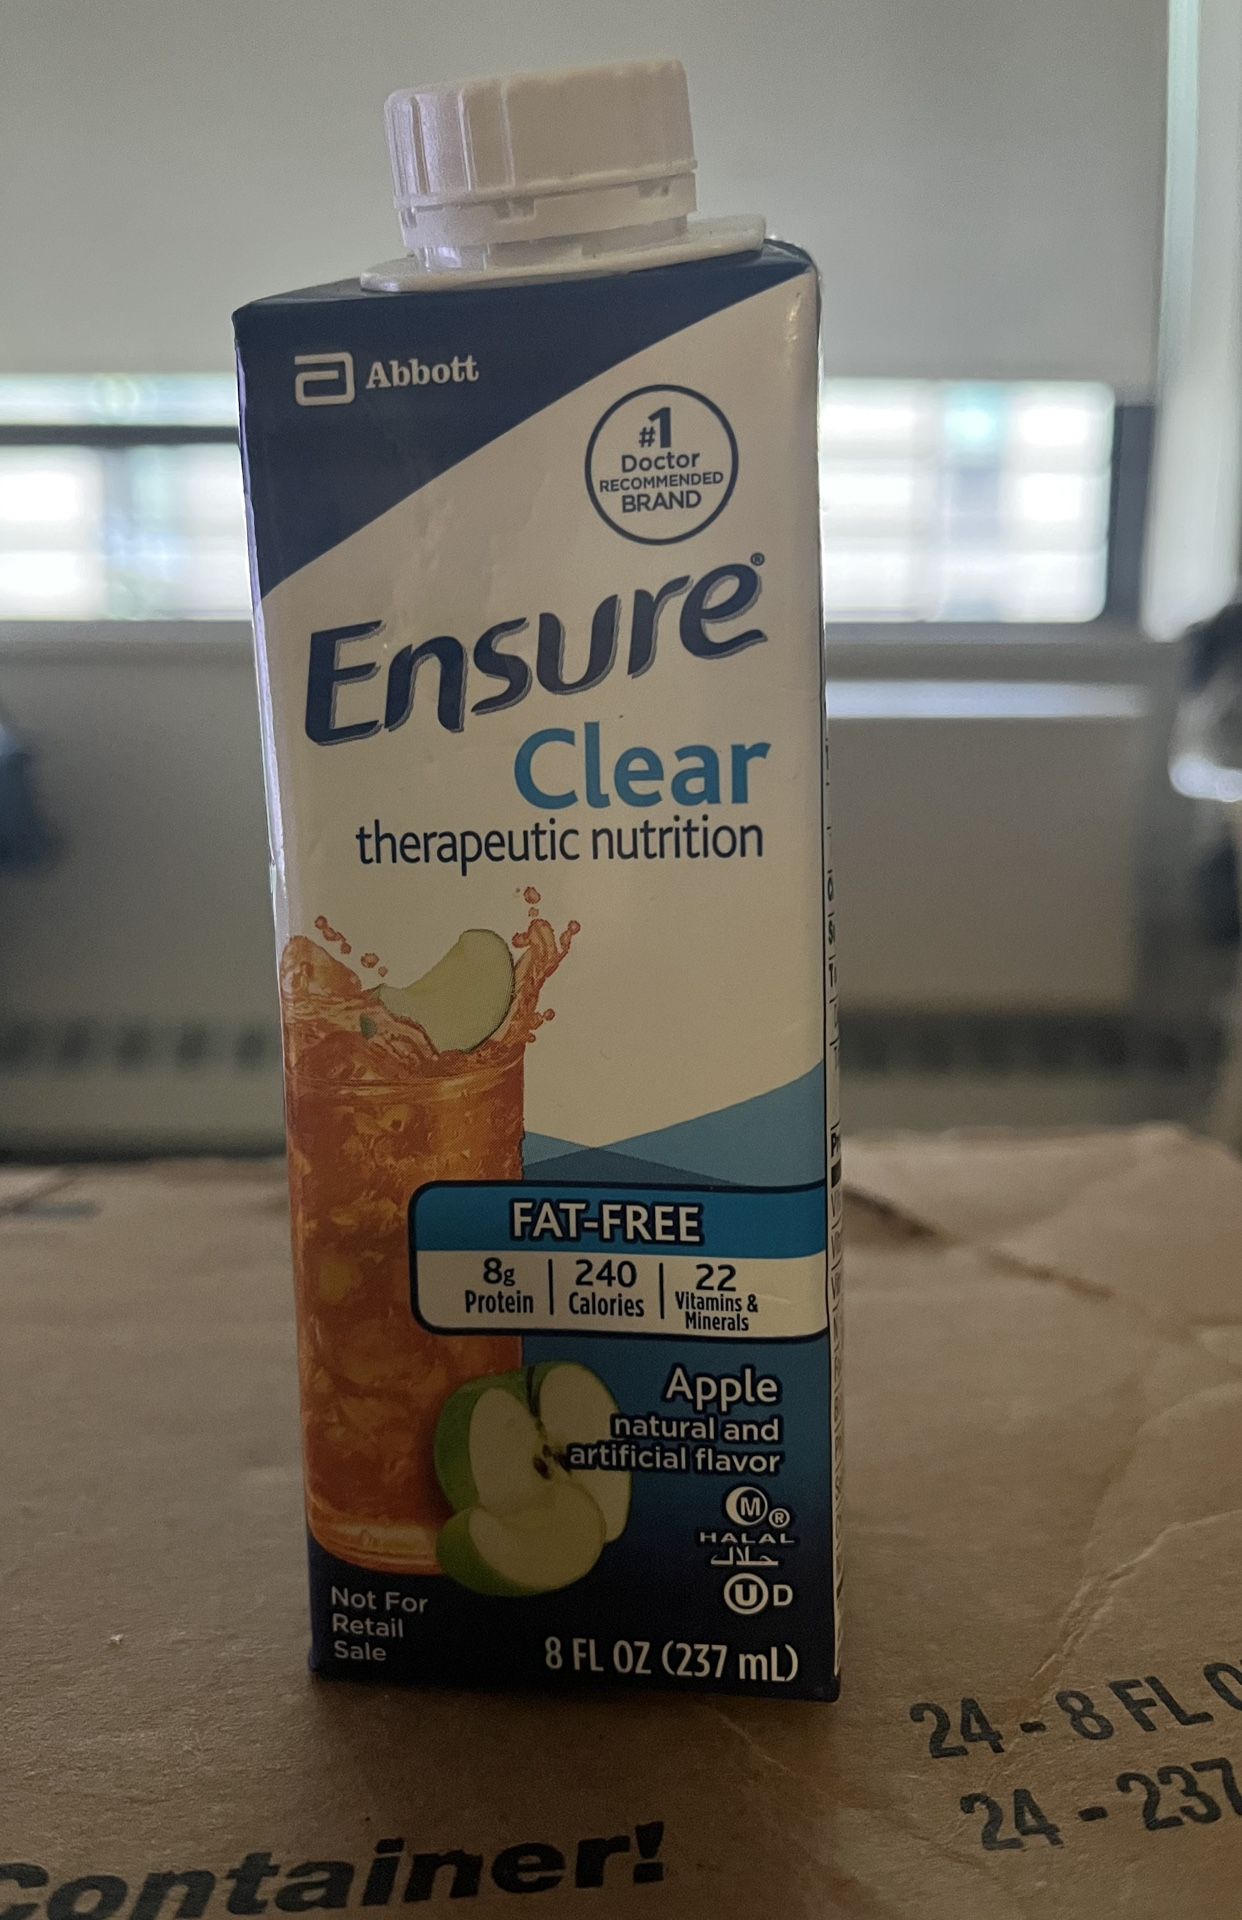 Abbott
#1
Doctor
RECOMMENDED
BRAND
Ensure®
Clear
therapeutic nutrition
FAT-FREE
8g Protein | 240 Calories | 22 Vitamins & Minerals
Apple
natural and
artificial flavor
M ®
HALAL
حلال
U D
Not For
Retail
Sale
8 FL OZ (237 mL)
24 - 8 FL
24 - 237
Container!